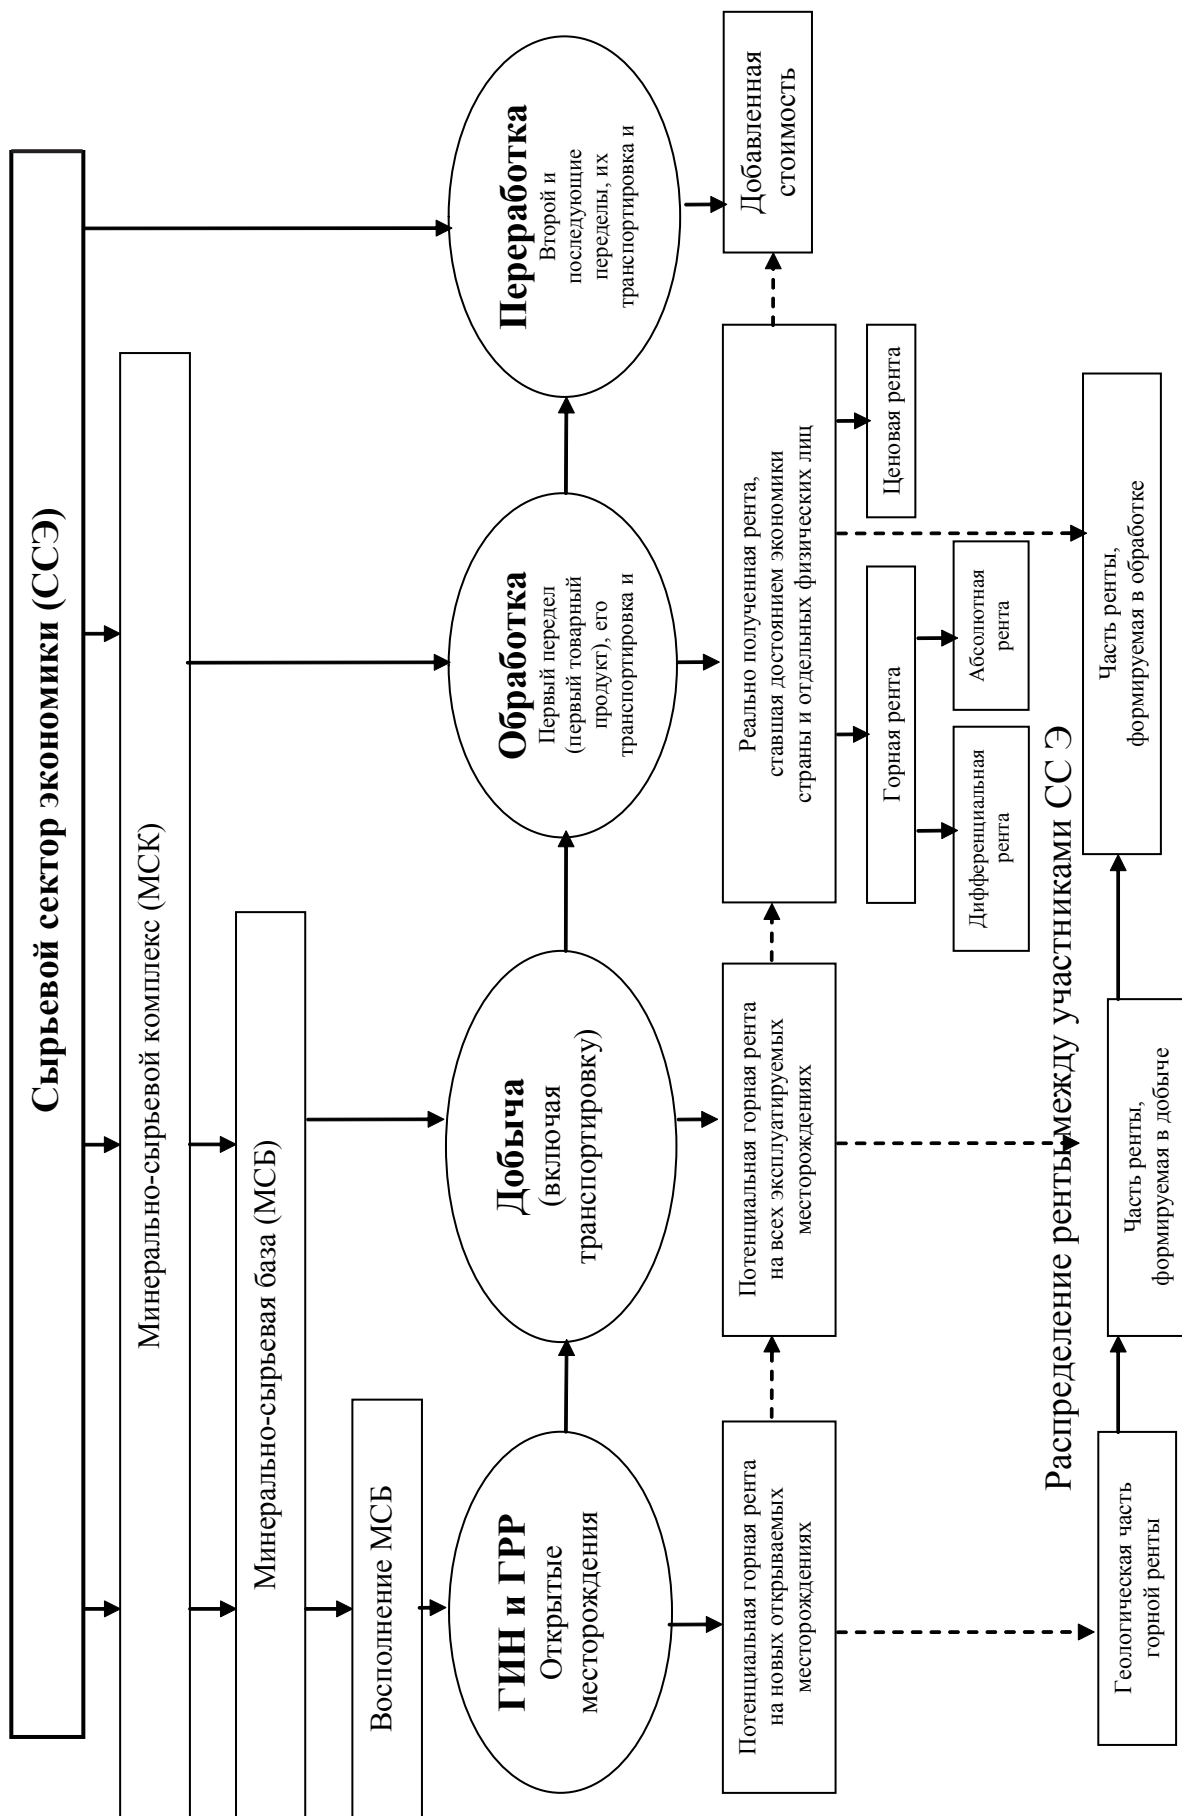 Сырьевой сектор экономики (ССЭ)
Минерально-сырьевой комплекс (МСК)
Минерально-сырьевая база (МСБ)
Восполнение МСБ
ГИН и ГРР
Открытые
месторождения
Добыча
(включая
транспортировку)
Обработка
Первый передел
(первый товарный
продукт), его
транспортировка и
Переработка
Второй и
последующие
переделы, их
транспортировка и
Потенциальная горная рента
на новых открываемых
месторождениях
Потенциальная горная рента
на всех эксплуатируемых
месторождениях
Реально полученная рента,
ставшая достоянием экономики
страны и отдельных физических лиц
Добавленная
стоимость
Горная рента
Ценовая рента
Дифференциальная
рента
Абсолютная
рента
Распределение ренты между участниками СС Э
Геологическая часть
горной ренты
Часть ренты,
формируемая в добыче
Часть ренты,
формируемая в обработке